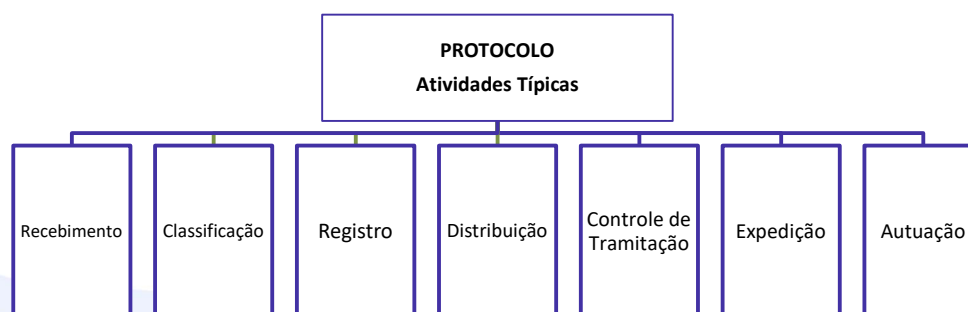 PROTOCOLO
Atividades Típicas
Recebimento
Classificação
Registro
Distribuição
Controle de
Tramitação
Expedição
Autuação